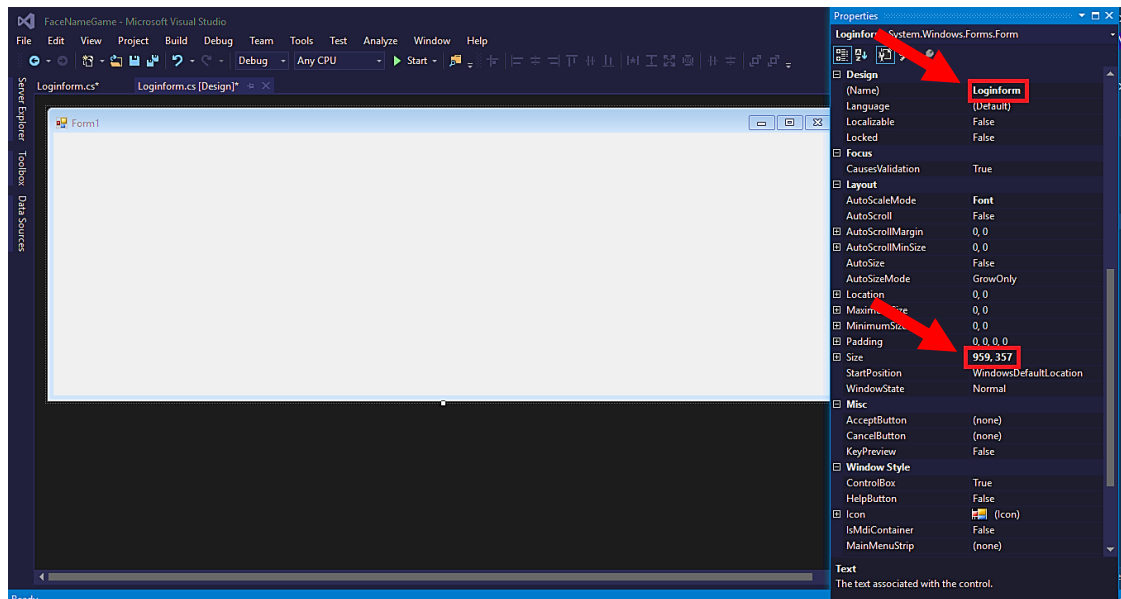 FaceNameGame - Microsoft Visual Studio
File Edit View Project Build Debug Team Tools Test Analyze Window Help
Debug Any CPU Start
Server Explorer
Toolbox
Data Sources
Loginform.cs* Loginform.cs [Design]*
Form1
Properties
Loginform System.Windows.Forms.Form
Design
(Name) Loginform
Language (Default)
Localizable False
Locked False
Focus
CausesValidation True
Layout
AutoScaleMode Font
AutoScroll False
AutoScrollMargin 0, 0
AutoScrollMinSize 0, 0
AutoSize False
AutoSizeMode GrowOnly
Location 0, 0
MaximumSize 0, 0
MinimumSize 0, 0
Padding 0, 0, 0, 0
Size 959, 357
StartPosition WindowsDefaultLocation
WindowState Normal
Misc
AcceptButton (none)
CancelButton (none)
KeyPreview False
Window Style
ControlBox True
HelpButton False
Icon (Icon)
IsMdiContainer False
MainMenuStrip (none)
Text
The text associated with the control.